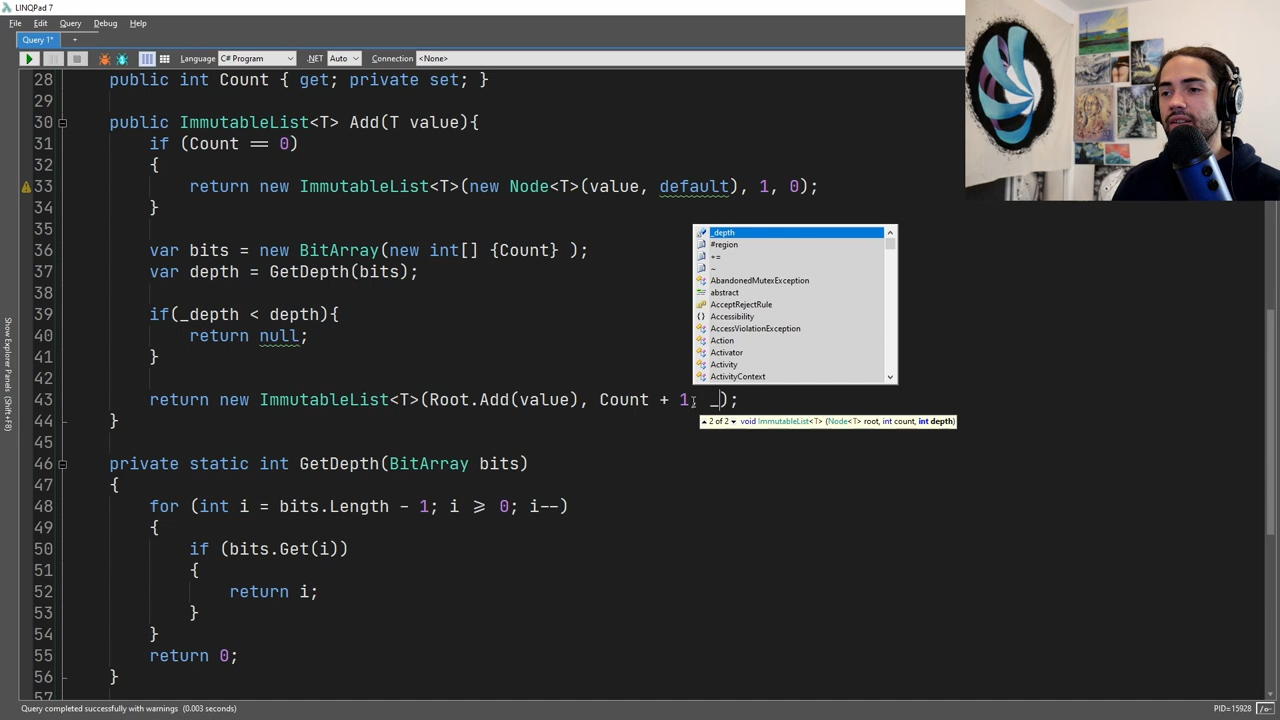 LINQPad 7
File Edit Query Debug Help
Query 1* +
Language C# Program .NET Auto Connection <None>
28 public int Count { get; private set; }
29
30 public ImmutableList<T> Add(T value){
31 if (Count == 0)
32 {
33 return new ImmutableList<T>(new Node<T>(value, default), 1, 0);
34 }
35
36 var bits = new BitArray(new int[] {Count} );
37 var depth = GetDepth(bits);
38
39 if(_depth < depth){
40 return null;
41 }
42
43 return new ImmutableList<T>(Root.Add(value), Count + 1, _);
44 }
45
46 private static int GetDepth(BitArray bits)
47 {
48 for (int i = bits.Length - 1; i >= 0; i--)
49 {
50 if (bits.Get(i))
51 {
52 return i;
53 }
54 }
55 return 0;
56 }
57
_depth
#region
+=
~
AbandonedMutexException
abstract
AcceptRejectRule
Accessibility
AccessViolationException
Action
Activator
Activity
ActivityContext
2 of 2 void ImmutableList<T> (Node<T> root, int count, int depth)
Show Explorer Panels (Shift+F8)
Query completed successfully with warnings (0.003 seconds)
PID=15928 /o-